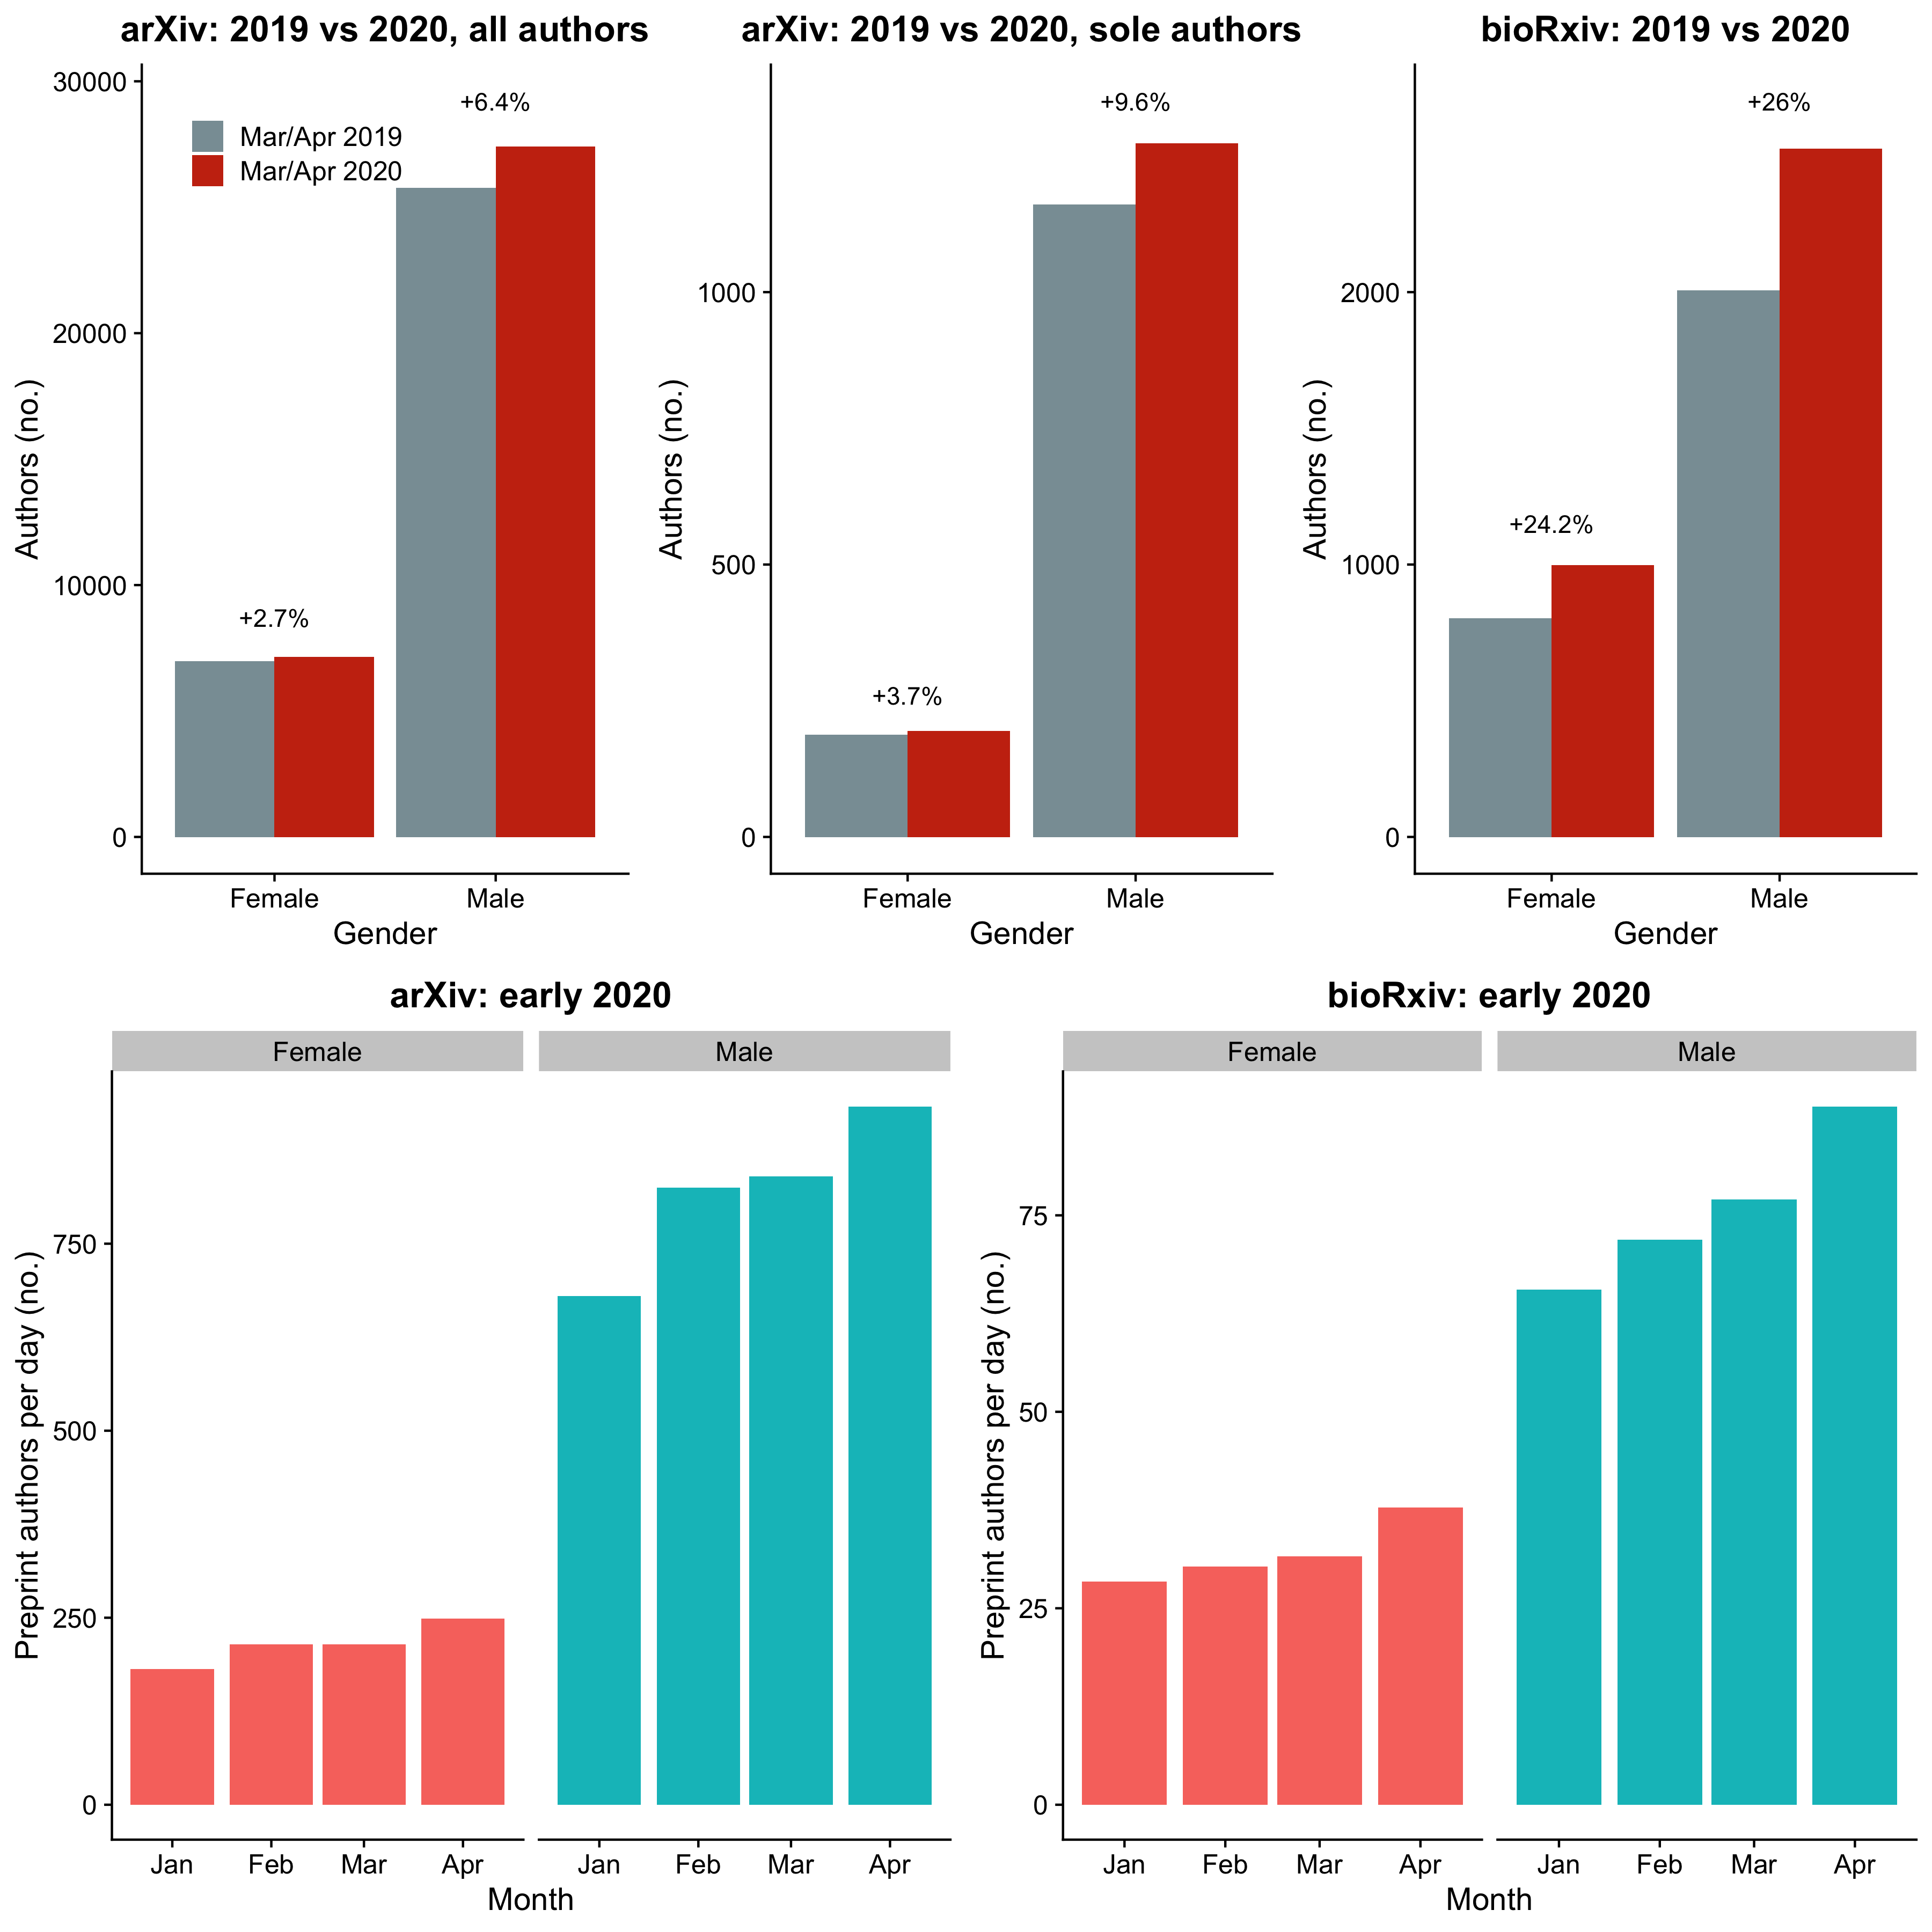 arXiv: 2019 vs 2020, all authors
30000
20000
10000
0
Authors (no.)
Mar/Apr 2019
Mar/Apr 2020
+2.7%
+6.4%
Female
Male
Gender
arXiv: 2019 vs 2020, sole authors
1000
500
0
Authors (no.)
+3.7%
+9.6%
Female
Male
Gender
bioRxiv: 2019 vs 2020
2000
1000
0
Authors (no.)
+24.2%
+26%
Female
Male
Gender
arXiv: early 2020
Female
Male
750
500
250
0
Preprint authors per day (no.)
Jan
Feb
Mar
Apr
Jan
Feb
Mar
Apr
Month
bioRxiv: early 2020
Female
Male
75
50
25
0
Preprint authors per day (no.)
Jan
Feb
Mar
Apr
Jan
Feb
Mar
Apr
Month